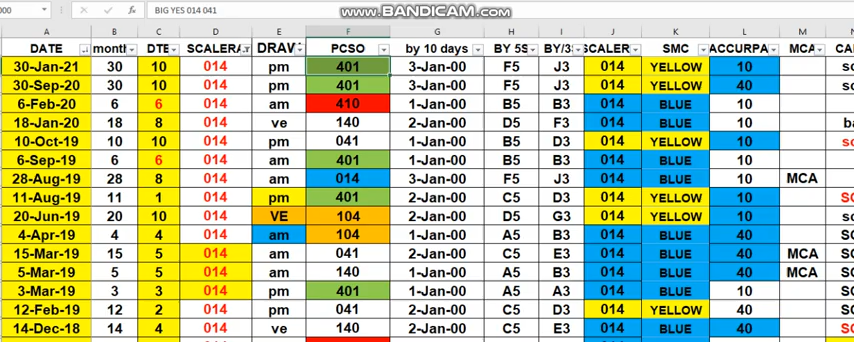 000 BIG YES 014 041
www.BANDICAM.com
A B C D E F G H I J K L M N
DATE month DTE SCALERA DRAW PCSO by 10 days BY 5S BY/3S SCALER SMC ACCURPA MCA CA
30-Jan-21 30 10 014 pm 401 3-Jan-00 F5 J3 014 YELLOW 10
30-Sep-20 30 10 014 pm 401 3-Jan-00 F5 J3 014 YELLOW 40
6-Feb-20 6 6 014 am 410 1-Jan-00 B5 B3 014 BLUE 10
18-Jan-20 18 8 014 ve 140 2-Jan-00 D5 F3 014 BLUE 10
10-Oct-19 10 10 014 pm 041 1-Jan-00 B5 D3 014 YELLOW 10
6-Sep-19 6 6 014 am 401 1-Jan-00 B5 B3 014 BLUE 10
28-Aug-19 28 8 014 am 014 3-Jan-00 F5 J3 014 BLUE 10 MCA
11-Aug-19 11 1 014 pm 401 2-Jan-00 C5 D3 014 YELLOW 40
20-Jun-19 20 10 014 VE 104 2-Jan-00 D5 G3 014 YELLOW 10
4-Apr-19 4 4 014 am 104 1-Jan-00 A5 B3 014 BLUE 40
15-Mar-19 15 5 014 am 041 2-Jan-00 C5 E3 014 BLUE 40 MCA
5-Mar-19 5 5 014 am 140 1-Jan-00 A5 B3 014 BLUE 40 MCA
3-Mar-19 3 3 014 pm 401 1-Jan-00 A5 A3 014 BLUE 10
12-Feb-19 12 2 014 pm 041 2-Jan-00 C5 D3 014 YELLOW 40
14-Dec-18 14 4 014 ve 140 2-Jan-00 C5 E3 014 BLUE 40